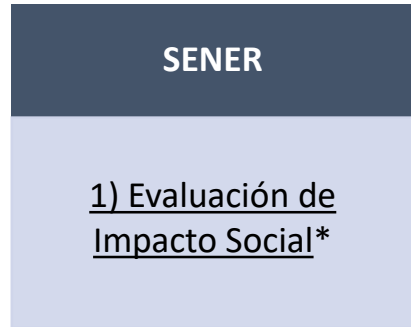 SENER
1) Evaluación de
Impacto Social*